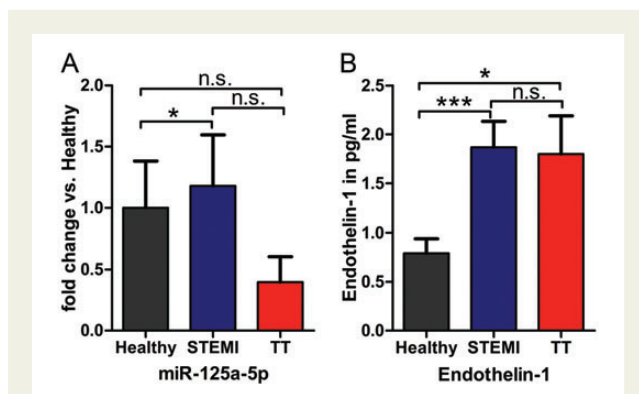 A
B
fold change vs. Healthy
2.0
1.5
1.0
0.5
0.0
n.s.
*
n.s.
Healthy STEMI TT
miR-125a-5p
Endothelin-1 in pg/ml
2.5
2.0
1.5
1.0
0.5
0.0
*
***
n.s.
Healthy STEMI TT
Endothelin-1